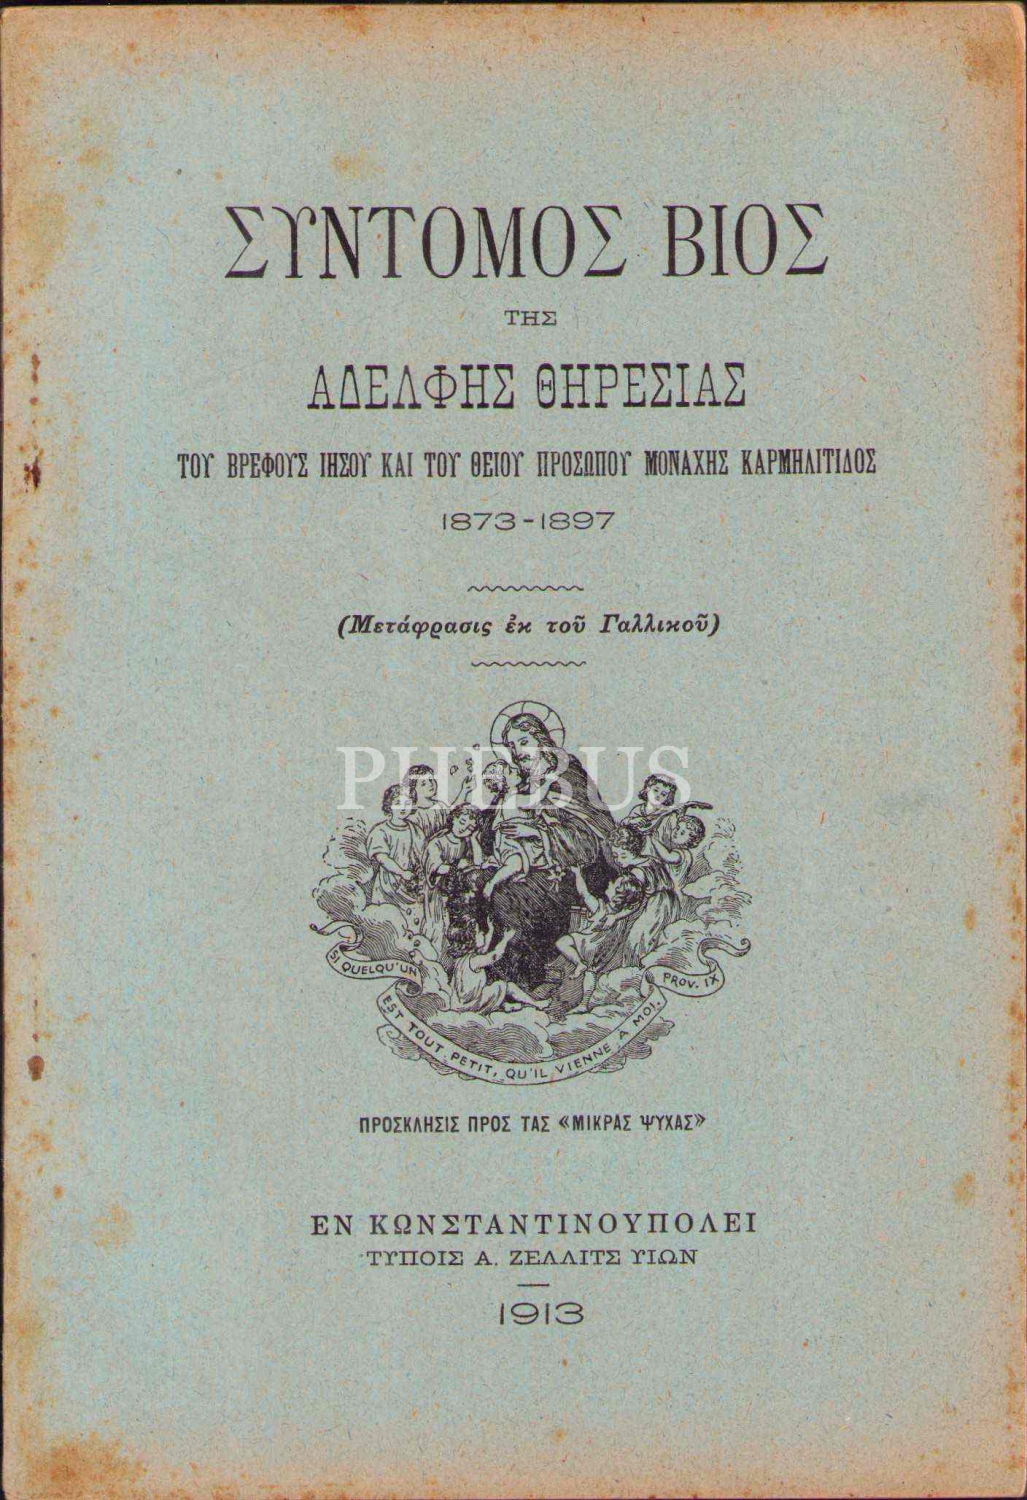 ΣΥΝΤΟΜΟΣ ΒΙΟΣ
ΤΗΣ
ΑΔΕΛΦΗΣ ΘΗΡΕΣΙΑΣ
ΤΟΥ ΒΡΕΦΟΥΣ ΙΗΣΟΥ ΚΑΙ ΤΟΥ ΘΕΙΟΥ ΠΡΟΣΩΠΟΥ ΜΟΝΑΧΗΣ ΚΑΡΜΗΛΙΤΙΔΟΣ
1873-1897
(Μετάφρασις ἐκ τοῦ Γαλλικοῦ)
PHEBUS
SI QUELQU'UN
EST TOUT PETIT, QU'IL VIENNE A MOI.
PROV. IX
ΠΡΟΣΚΛΗΣΙΣ ΠΡΟΣ ΤΑΣ «ΜΙΚΡΑΣ ΨΥΧΑΣ»
ΕΝ ΚΩΝΣΤΑΝΤΙΝΟΥΠΟΛΕΙ
ΤΥΠΟΙΣ Α. ΖΕΛΛΙΤΣ ΥΙΩΝ
1913